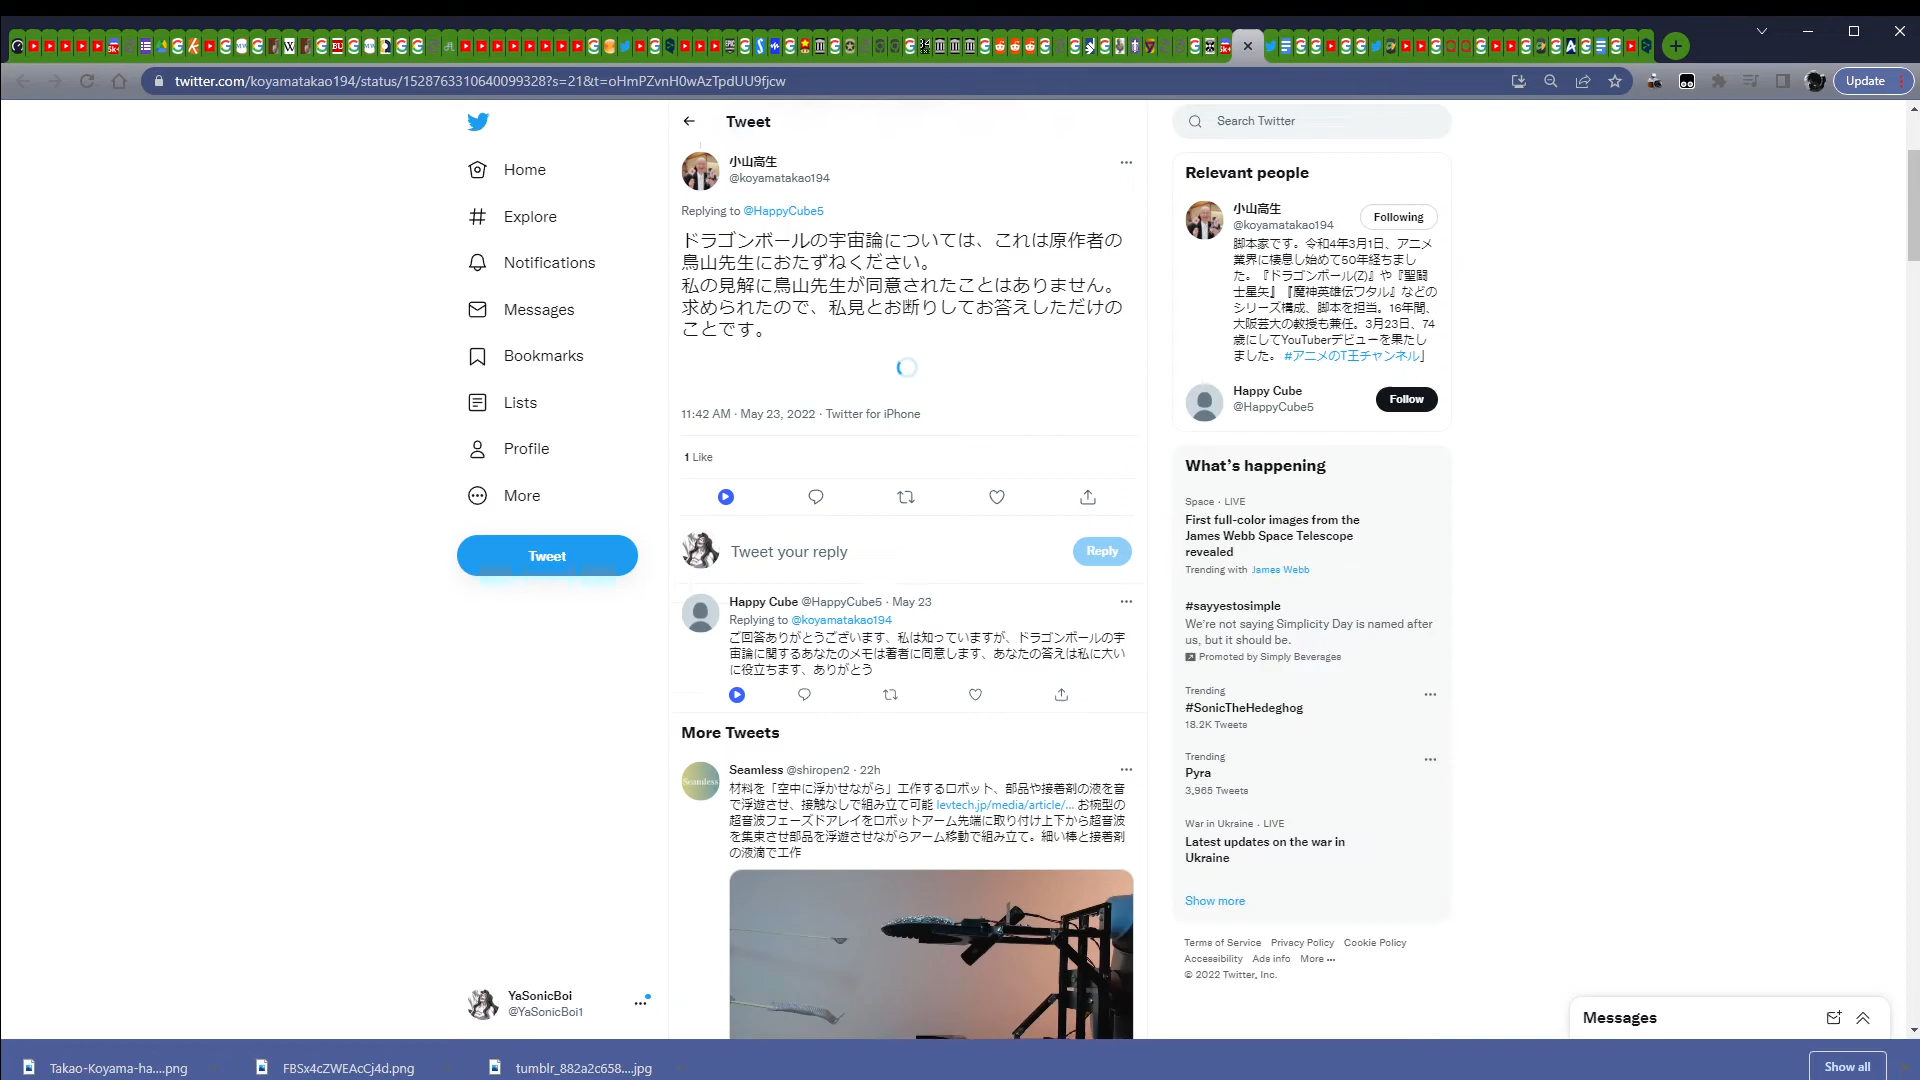 twitter.com/koyamatakao194/status/1528763310640099328?s=21&t=oHmPZvnH0wAzTpdUU9fjcw
Update
Home
Explore
Notifications
Messages
Bookmarks
Lists
Profile
More
Tweet
YaSonicBoi
@YaSonicBoi1
Tweet
小山高生
@koyamatakao194
Replying to @HappyCube5
ドラゴンボールの宇宙論については、これは原作者の
鳥山先生におたずねください。
私の見解に鳥山先生が同意されたことはありません。
求められたので、私見とお断りしてお答えしただけの
ことです。
11:42 AM · May 23, 2022 · Twitter for iPhone
1 Like
Tweet your reply
Reply
Happy Cube @HappyCube5 · May 23
Replying to @koyamatakao194
ご回答ありがとうございます、私は知っていますが、ドラゴンボールの宇
宙論に関するあなたのメモは著者に同意します、あなたの答えは私に大い
に役立ちます、ありがとう
More Tweets
Seamless
Seamless @shiropen2 · 22h
材料を「空中に浮かせながら」工作するロボット、部品や接着剤の液を音
で浮遊させ、接触なしで組み立て可能 levtech.jp/media/article/... お椀型の
超音波フェーズドアレイをロボットアーム先端に取り付け上下から超音波
を集束させ部品を浮遊させながらアーム移動で組み立て。細い棒と接着剤
の液滴で工作
Search Twitter
Relevant people
小山高生
@koyamatakao194
Following
脚本家です。令和4年3月1日、アニメ
業界に棲息し始めて50年経ちまし
た。『ドラゴンボール(Z)』や『聖闘
士星矢』『魔神英雄伝ワタル』などの
シリーズ構成、脚本を担当。16年間、
大阪芸大の教授も兼任。3月23日、74
歳にしてYouTuberデビューを果たし
ました。 #アニメのT王チャンネル」
Happy Cube
@HappyCube5
Follow
What's happening
Space · LIVE
First full-color images from the
James Webb Space Telescope
revealed
Trending with James Webb
#sayyestosimple
We're not saying Simplicity Day is named after
us, but it should be.
Promoted by Simply Beverages
Trending
#SonicTheHedeghog
18.2K Tweets
Trending
Pyra
3,965 Tweets
War in Ukraine · LIVE
Latest updates on the war in
Ukraine
Show more
Terms of Service Privacy Policy Cookie Policy
Accessibility Ads info More ...
© 2022 Twitter, Inc.
Messages
Takao-Koyama-ha....png
FBSx4cZWEAcCj4d.png
tumblr_882a2c658....jpg
Show all